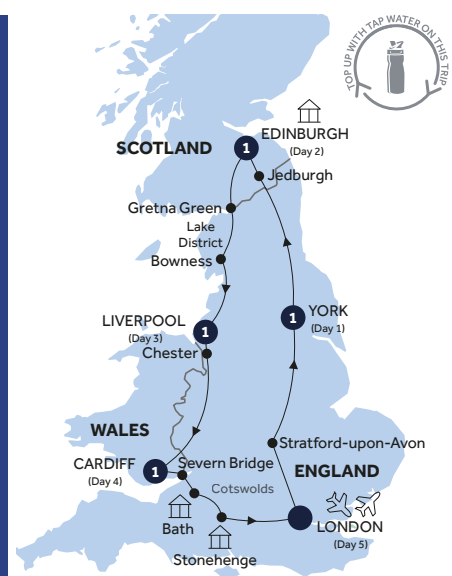 TOP UP WITH TAP WATER ON THIS TRIP
EDINBURGH
(Day 2)
SCOTLAND
1
Jedburgh
Gretna Green
Lake
District
Bowness
LIVERPOOL
(Day 3)
1
Chester
1
YORK
(Day 1)
WALES
Stratford-upon-Avon
CARDIFF
(Day 4)
1
Severn Bridge
ENGLAND
Cotswolds
Bath
Stonehenge
LONDON
(Day 5)